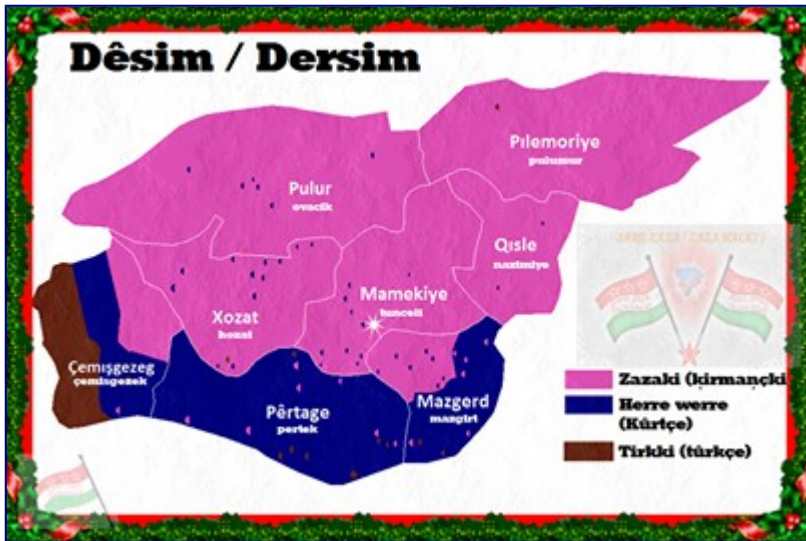 Dêsim / Dersim
Pılemoriye
pulumur
Pulur
ovacik
Qısle
nazimiye
Mamekiye
tunceli
Xozat
hozat
Çemışgezeg
çemisgezek
Pêrtage
pertek
Mazgerd
mazgirt
Zazaki (kirmançki
Herre werre
(Kûrtçe)
Tirkki (tûrkçe)